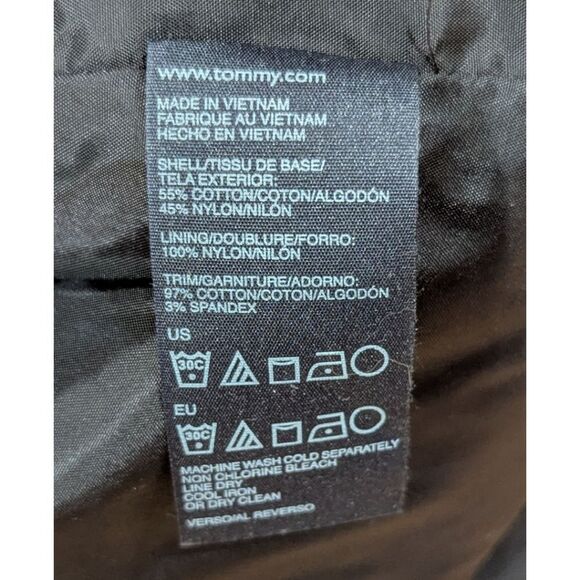 www.tommy.com
MADE IN VIETNAM
FABRIQUE AU VIETNAM
HECHO EN VIETNAM
SHELL/TISSU DE BASE/
TELA EXTERIOR:
55% COTTON/COTON/ALGODÓN
45% NYLON/NILÓN
LINING/DOUBLURE/FORRO:
100% NYLON/NILÓN
TRIM/GARNITURE/ADORNO:
97% COTTON/COTON/ALGODÓN
3% SPANDEX
US
30C
EU
30C
MACHINE WASH COLD SEPARATELY
NON CHLORINE BLEACH
LINE DRY
COOL IRON
OR DRY CLEAN
VERSO/AL REVERSO